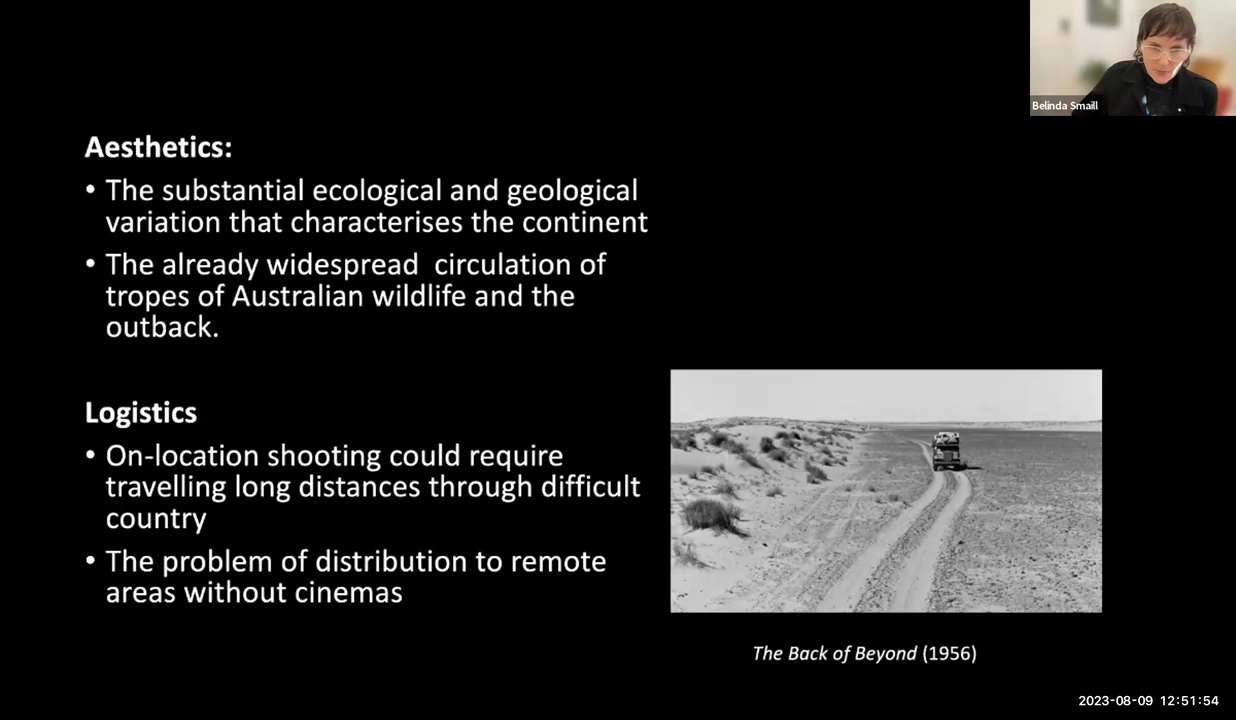 Belinda Smaill
Aesthetics:
• The substantial ecological and geological
variation that characterises the continent
• The already widespread  circulation of
tropes of Australian wildlife and the
outback.
Logistics
• On-location shooting could require
travelling long distances through difficult
country
• The problem of distribution to remote
areas without cinemas
The Back of Beyond (1956)
2023-08-09 12:51:54